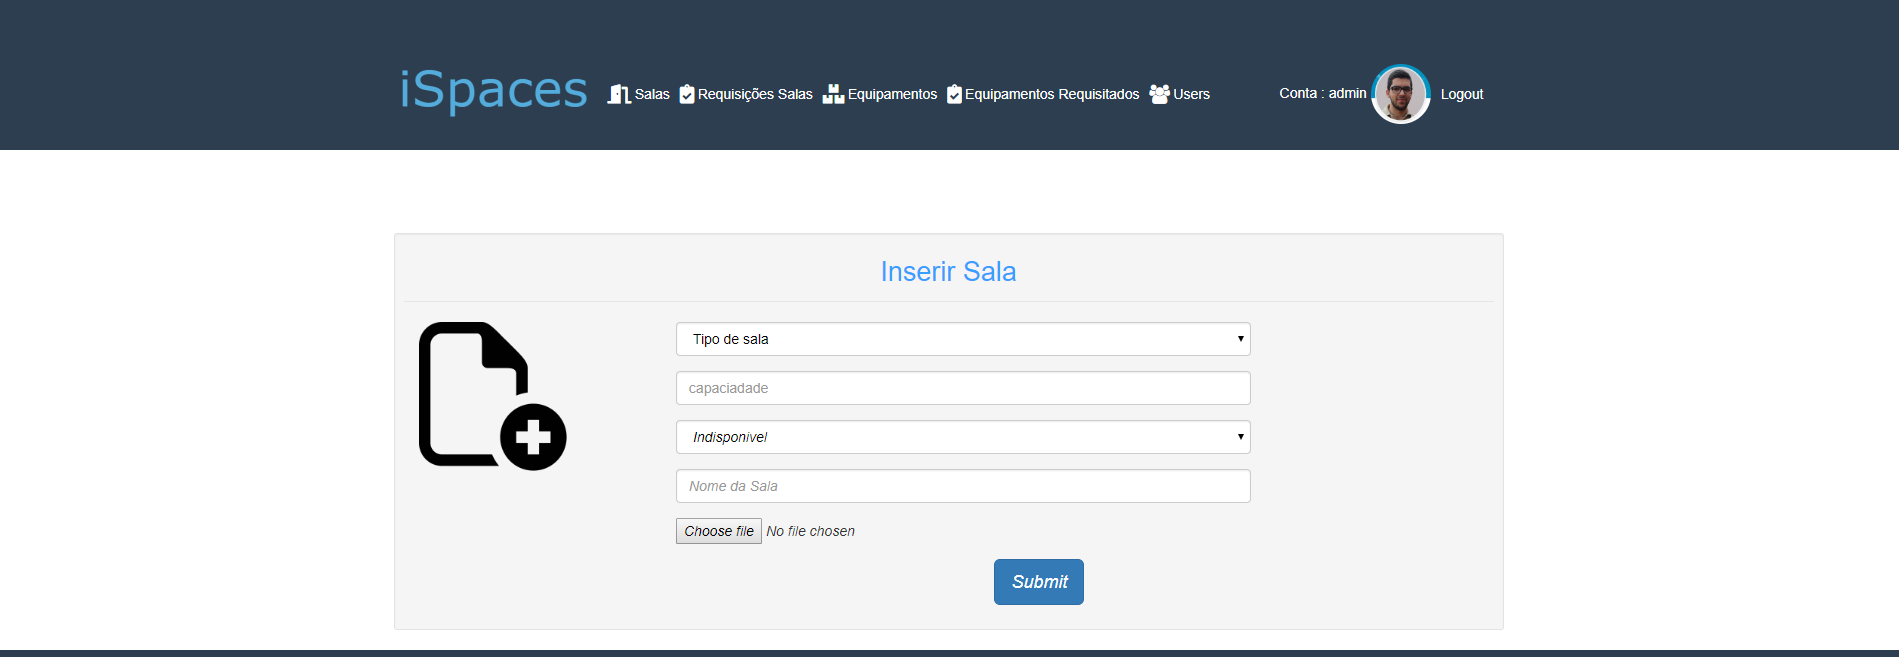 iSpaces Salas Requisições Salas Equipamentos Equipamentos Requisitados Users Conta : admin Logout
Inserir Sala
Tipo de sala
capaciadade
Indisponivel
Nome da Sala
Choose file No file chosen
Submit